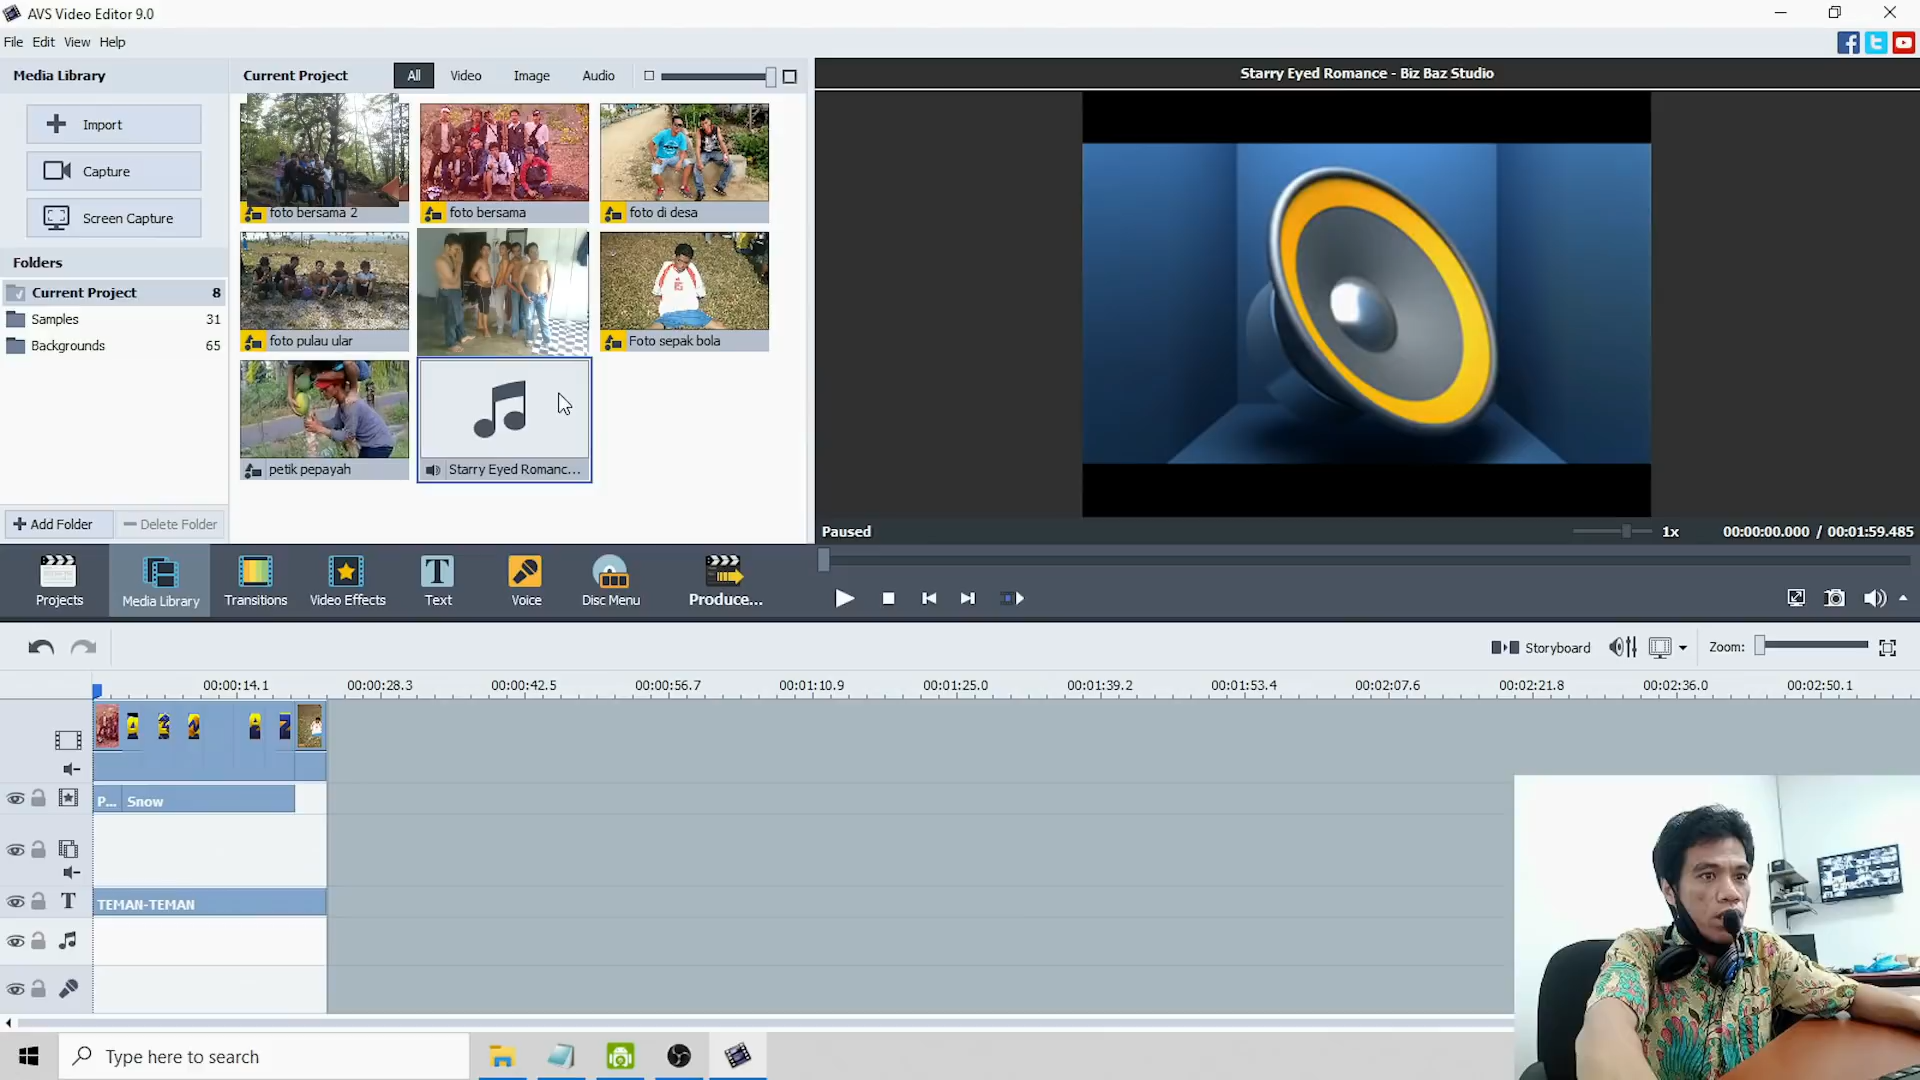 AVS Video Editor 9.0
File Edit View Help
Media Library
Import
Capture
Screen Capture
Folders
Current Project 8
Samples 31
Backgrounds 65
Add Folder
Delete Folder
Current Project All Video Image Audio
foto bersama 2
foto bersama
foto di desa
foto pulau ular
Foto sepak bola
petik pepayah
Starry Eyed Romanc...
Starry Eyed Romance - Biz Baz Studio
Paused
1x 00:00:00.000 / 00:01:59.485
Projects
Media Library
Transitions
Video Effects
Text
Voice
Disc Menu
Produce...
Storyboard
Zoom:
00:00:14.1 00:00:28.3 00:00:42.5 00:00:56.7 00:01:10.9 00:01:25.0 00:01:39.2 00:01:53.4 00:02:07.6 00:02:21.8 00:02:36.0 00:02:50.1
P... Snow
TEMAN-TEMAN
Type here to search